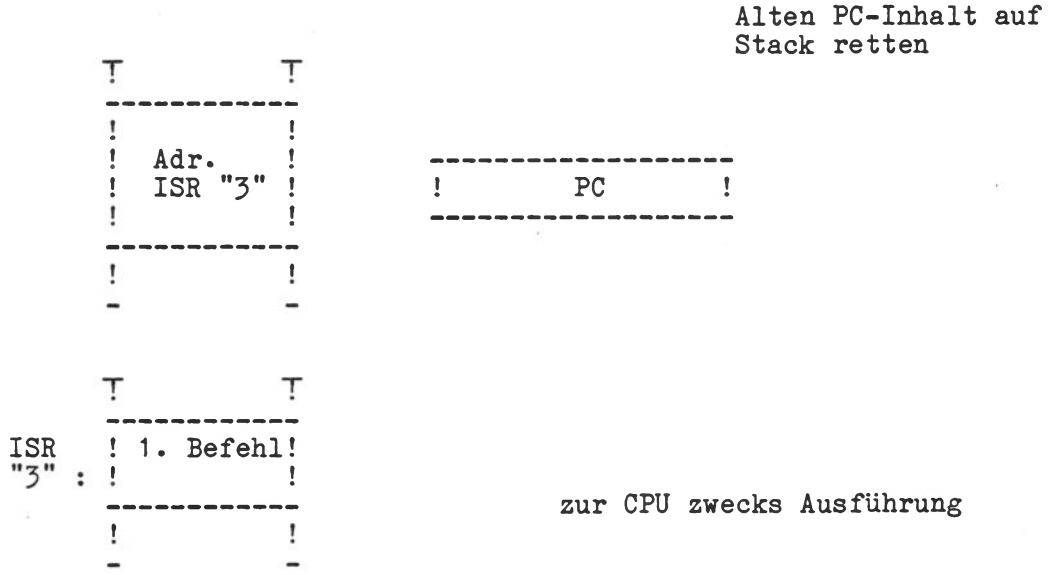 Alten PC-Inhalt auf
Stack retten
Adr.
ISR "3"
PC
ISR
"3" :
1. Befehl
zur CPU zwecks Ausführung